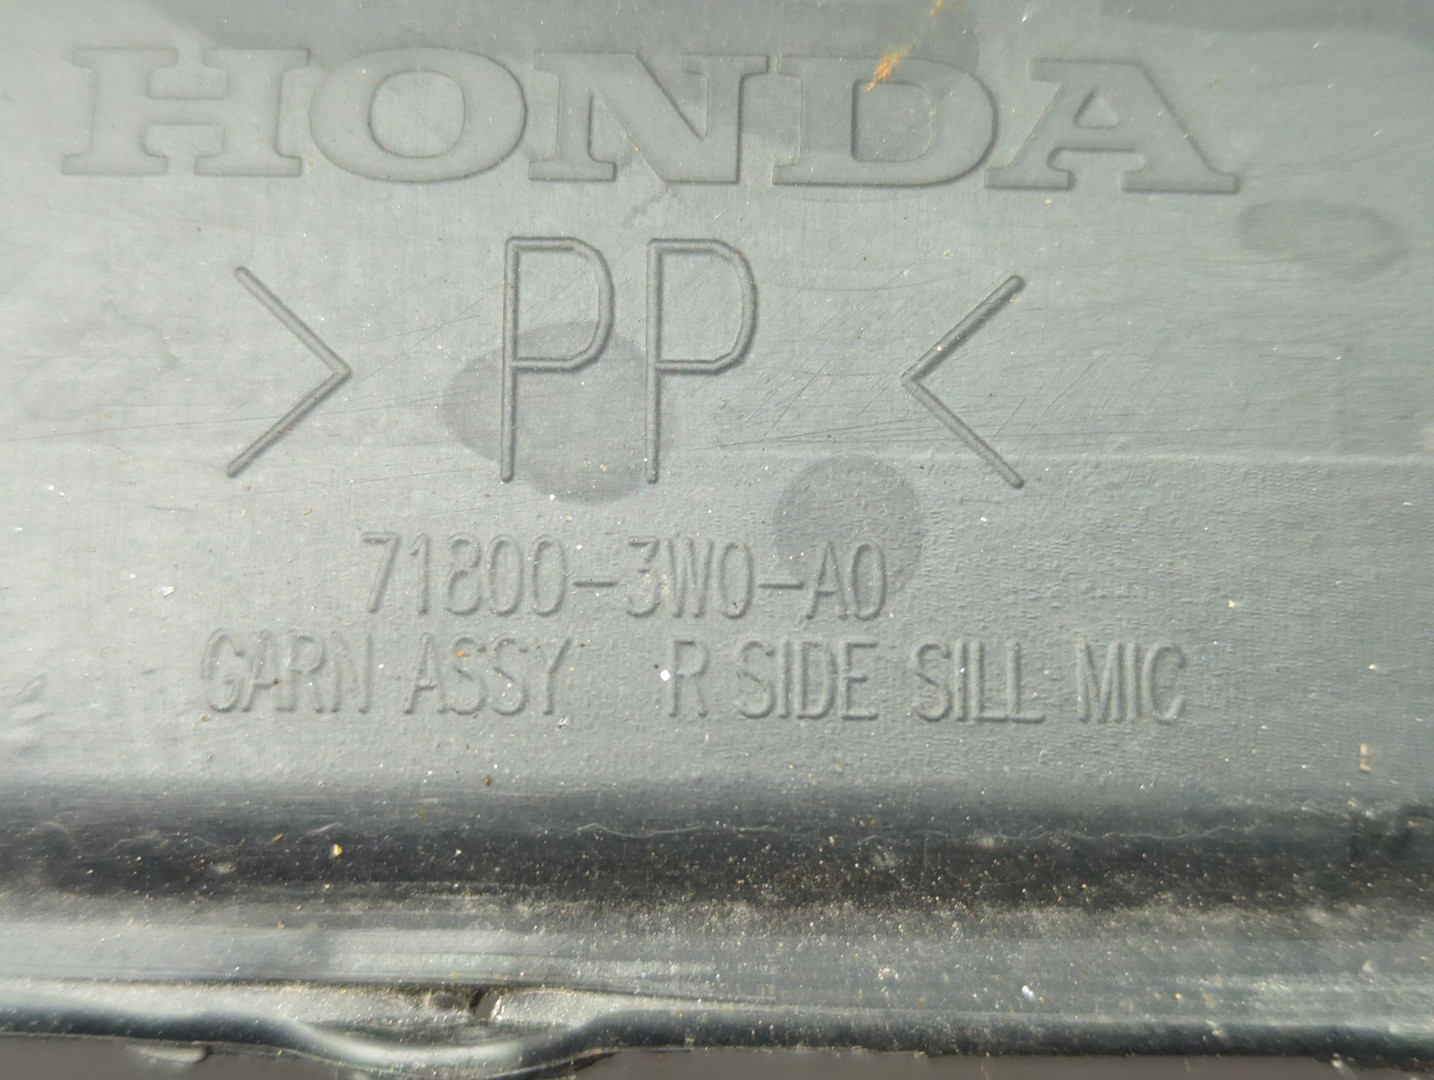 HONDA
>PP<
71800-3W0-A0
GARN ASSY R SIDE SILL MIC